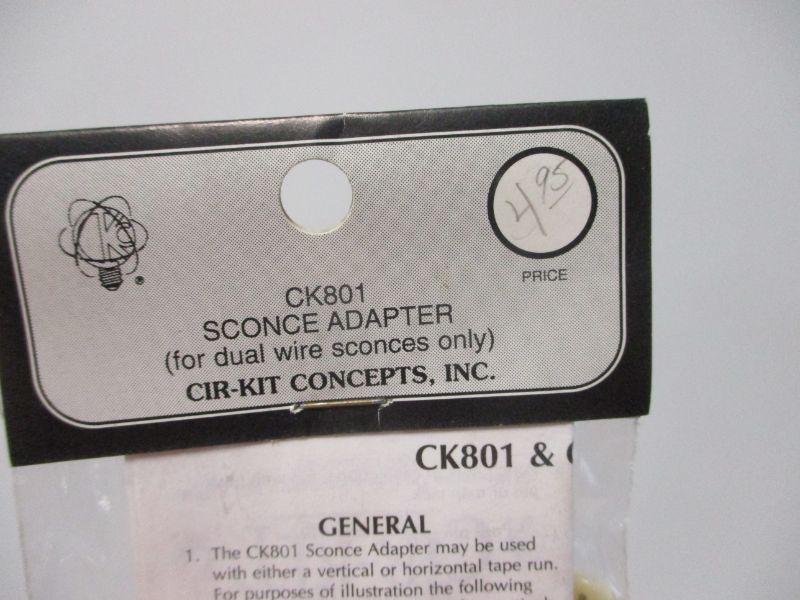 CK
®
4 95
PRICE
CK801
SCONCE ADAPTER
(for dual wire sconces only)
CIR-KIT CONCEPTS, INC.
CK801 &
GENERAL
1. The CK801 Sconce Adapter may be used
with either a vertical or horizontal tape run.
For purposes of illustration the following